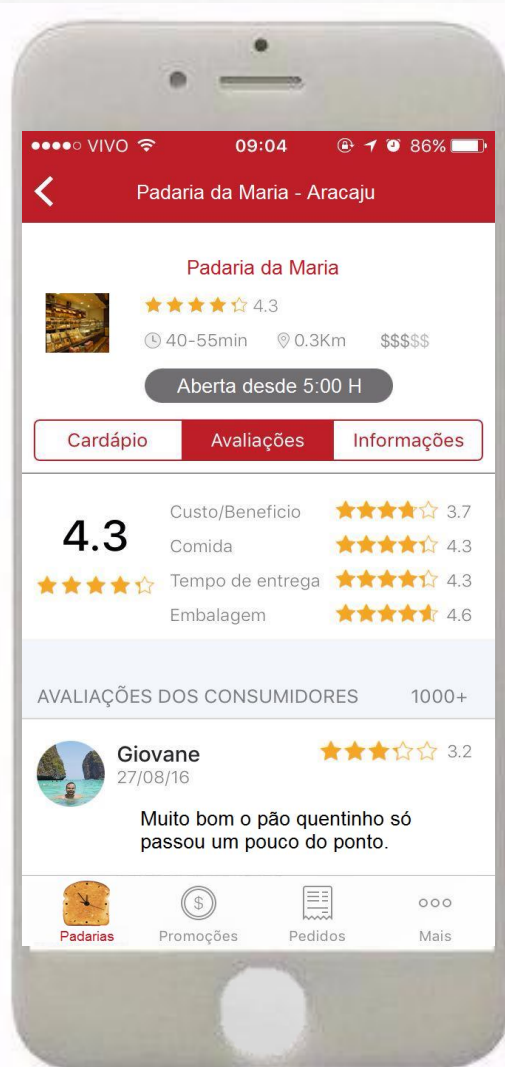 VIVO 09:04 86%
Padaria da Maria - Aracaju
Padaria da Maria
4.3
40-55min 0.3Km $$$$$
Aberta desde 5:00 H
Cardápio Avaliações Informações
4.3
Custo/Beneficio 3.7
Comida 4.3
Tempo de entrega 4.3
Embalagem 4.6
AVALIAÇÕES DOS CONSUMIDORES 1000+
Giovane 3.2
27/08/16
Muito bom o pão quentinho só
passou um pouco do ponto.
$
Padarias Promoções Pedidos Mais